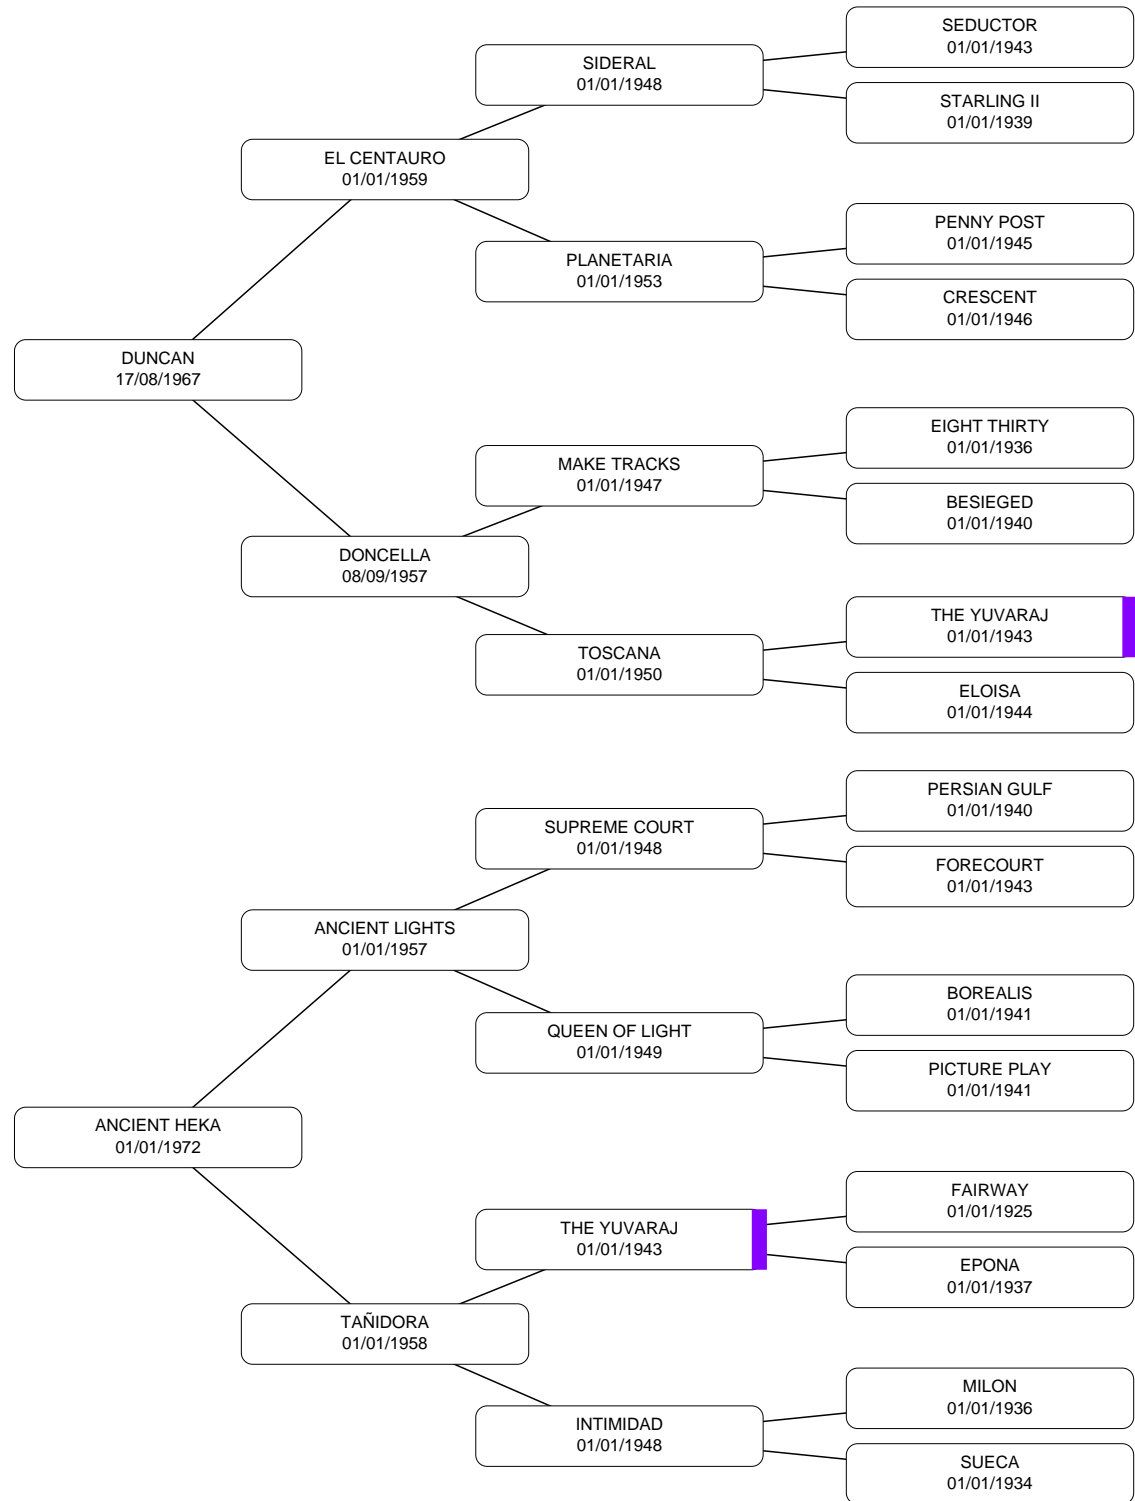 SEDUCTOR
01/01/1943
SIDERAL
01/01/1948
STARLING II
01/01/1939
EL CENTAURO
01/01/1959
PENNY POST
01/01/1945
PLANETARIA
01/01/1953
CRESCENT
01/01/1946
DUNCAN
17/08/1967
EIGHT THIRTY
01/01/1936
MAKE TRACKS
01/01/1947
BESIEGED
01/01/1940
DONCELLA
08/09/1957
THE YUVARAJ
01/01/1943
TOSCANA
01/01/1950
ELOISA
01/01/1944
PERSIAN GULF
01/01/1940
SUPREME COURT
01/01/1948
FORECOURT
01/01/1943
ANCIENT LIGHTS
01/01/1957
BOREALIS
01/01/1941
QUEEN OF LIGHT
01/01/1949
PICTURE PLAY
01/01/1941
ANCIENT HEKA
01/01/1972
FAIRWAY
01/01/1925
THE YUVARAJ
01/01/1943
EPONA
01/01/1937
TAÑIDORA
01/01/1958
MILON
01/01/1936
INTIMIDAD
01/01/1948
SUECA
01/01/1934